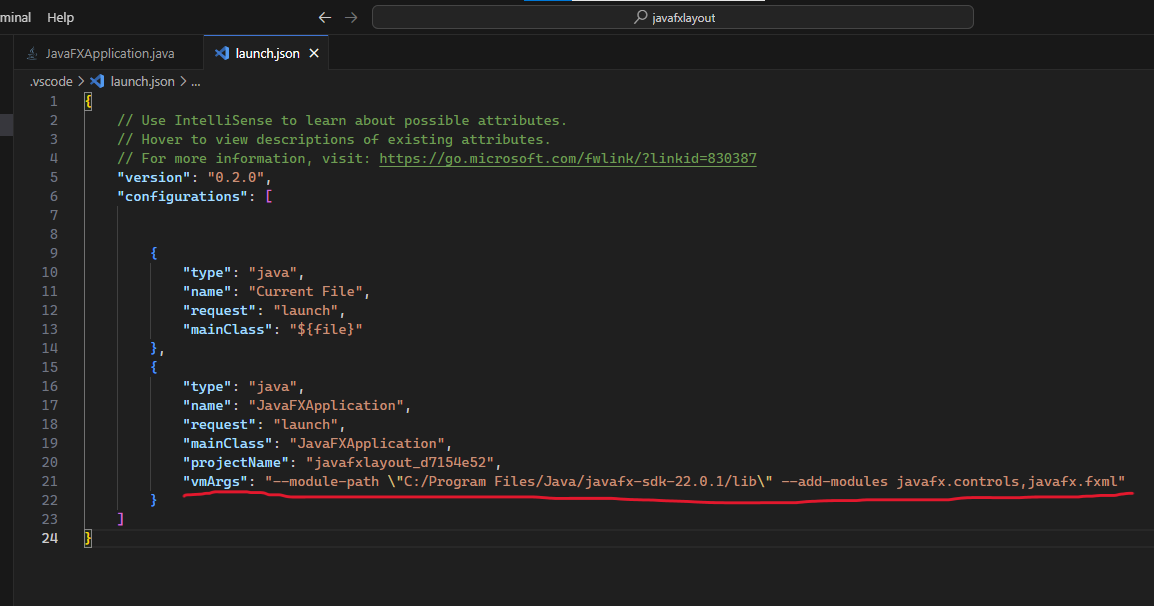 minal Help
javafxlayout
JavaFXApplication.java launch.json
.vscode > launch.json > ...
1 {
2 // Use IntelliSense to learn about possible attributes.
3 // Hover to view descriptions of existing attributes.
4 // For more information, visit: https://go.microsoft.com/fwlink/?linkid=830387
5 "version": "0.2.0",
6 "configurations": [
7
8
9 {
10 "type": "java",
11 "name": "Current File",
12 "request": "launch",
13 "mainClass": "${file}"
14 },
15 {
16 "type": "java",
17 "name": "JavaFXApplication",
18 "request": "launch",
19 "mainClass": "JavaFXApplication",
20 "projectName": "javafxlayout_d7154e52",
21 "vmArgs": "--module-path \"C:/Program Files/Java/javafx-sdk-22.0.1/lib\" --add-modules javafx.controls,javafx.fxml"
22 }
23 ]
24 }